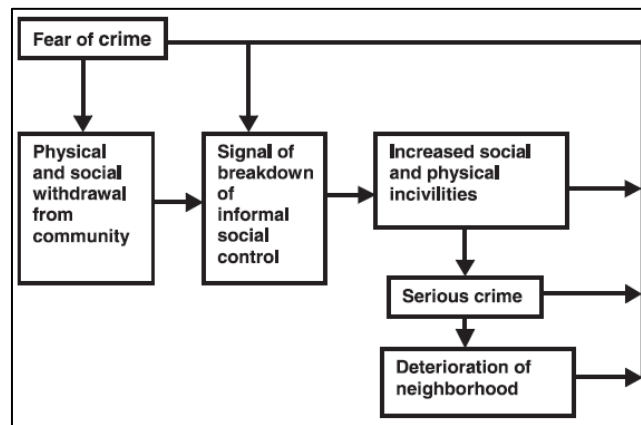 Fear of crime
Physical
and social
withdrawal
from
community
Signal of
breakdown
of
informal
social
control
Increased social
and physical
incivilities
Serious crime
Deterioration of
neighborhood